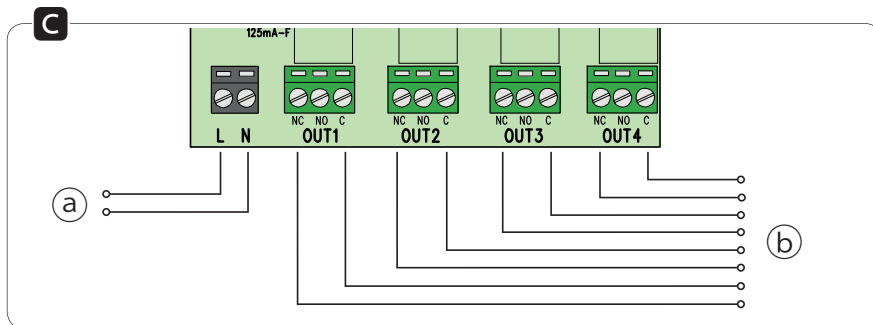 C
125mA-F
NC NO C NC NO C NC NO C NC NO C
L N OUT1 OUT2 OUT3 OUT4
a
b